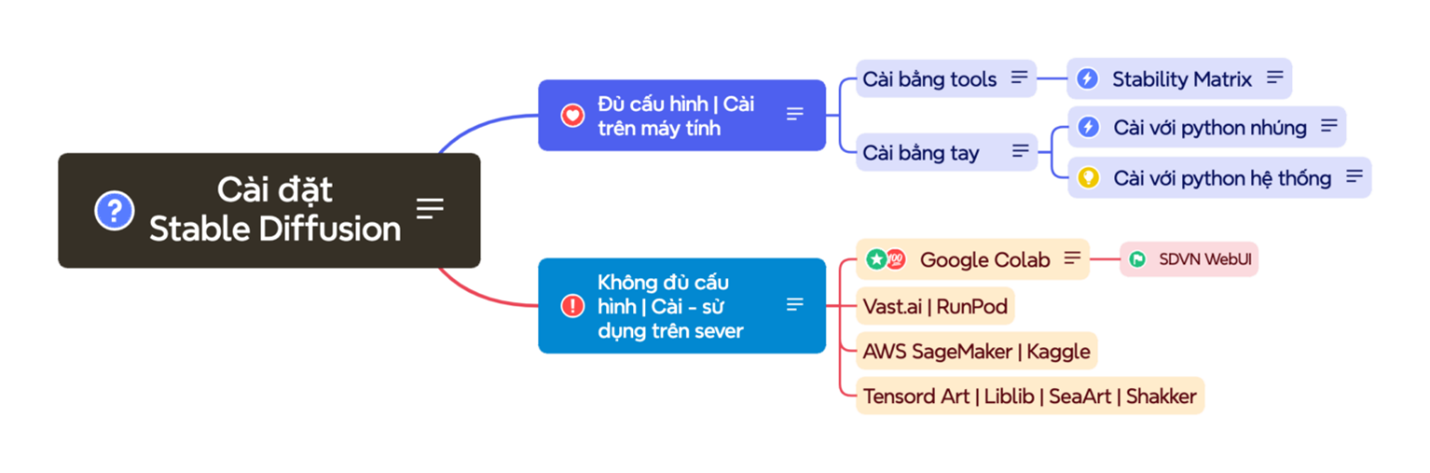 Cài đặt
Stable Diffusion
Đủ cấu hình | Cài
trên máy tính
Cài bằng tools
Stability Matrix
Cài bằng tay
Cài với python nhúng
Cài với python hệ thống
Không đủ cấu
hình | Cài - sử
dụng trên sever
Google Colab
SDVN WebUI
Vast.ai | RunPod
AWS SageMaker | Kaggle
Tensord Art | Liblib | SeaArt | Shakker